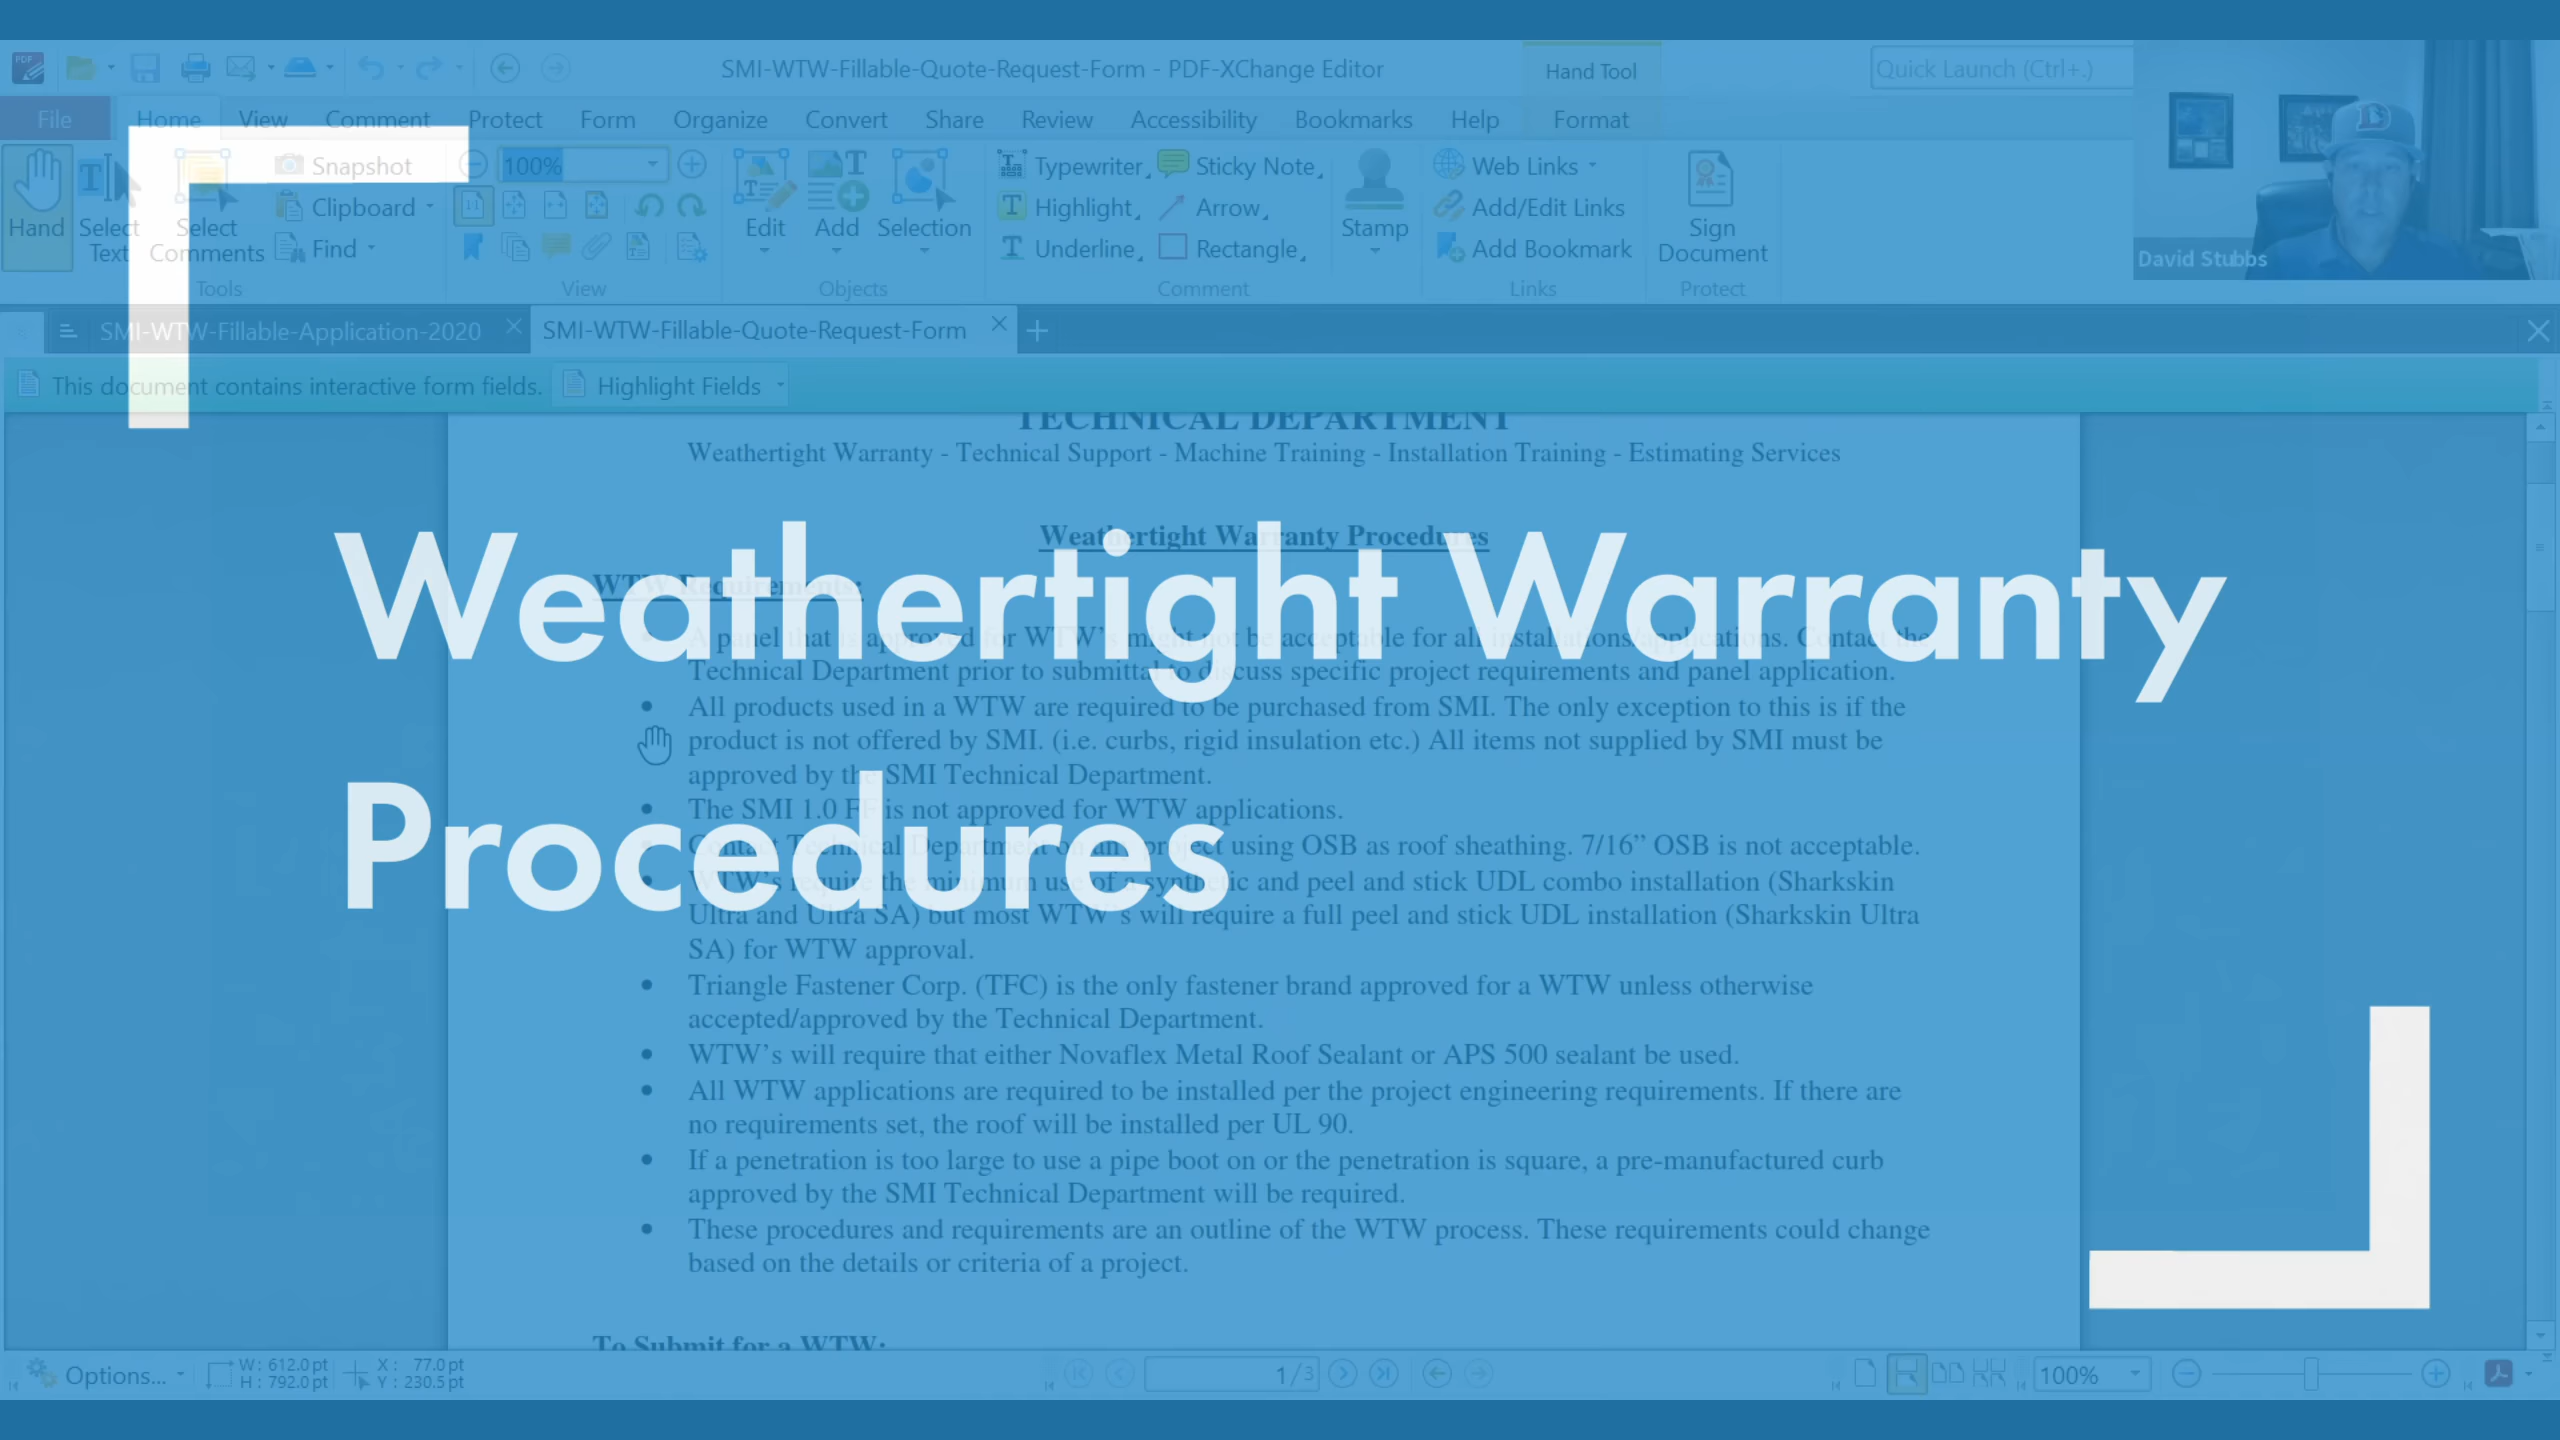 SMI-WTW-Fillable-Quote-Request-Form - PDF-XChange Editor
Hand Tool
Quick Launch (Ctrl+.)
File Home View Comment Protect Form Organize Convert Share Review Accessibility Bookmarks Help Format
Hand
Select Text
Select Comments
Snapshot
Clipboard
Find
Tools
100%
View
Edit
Add
Selection
Objects
Typewriter
Highlight
Underline
Sticky Note
Arrow
Rectangle
Stamp
Comment
Web Links
Add/Edit Links
Add Bookmark
Links
Sign Document
Protect
David Stubbs
SMI-WTW-Fillable-Application-2020
SMI-WTW-Fillable-Quote-Request-Form
This document contains interactive form fields.
Highlight Fields
TECHNICAL DEPARTMENT
Weathertight Warranty - Technical Support - Machine Training - Installation Training - Estimating Services
Weathertight Warranty Procedures
Weathertight Warranty
Procedures
WTW Requirements:
A panel that is approved for WTW's might not be acceptable for all installations/applications. Contact the
Technical Department prior to submittal to discuss specific project requirements and panel application.
All products used in a WTW are required to be purchased from SMI. The only exception to this is if the
product is not offered by SMI. (i.e. curbs, rigid insulation etc.) All items not supplied by SMI must be
approved by the SMI Technical Department.
The SMI 1.0 FF is not approved for WTW applications.
Contact Technical Department on any project using OSB as roof sheathing. 7/16” OSB is not acceptable.
WTW's require the minimum use of a synthetic and peel and stick UDL combo installation (Sharkskin
Ultra and Ultra SA) but most WTW's will require a full peel and stick UDL installation (Sharkskin Ultra
SA) for WTW approval.
Triangle Fastener Corp. (TFC) is the only fastener brand approved for a WTW unless otherwise
accepted/approved by the Technical Department.
WTW’s will require that either Novaflex Metal Roof Sealant or APS 500 sealant be used.
All WTW applications are required to be installed per the project engineering requirements. If there are
no requirements set, the roof will be installed per UL 90.
If a penetration is too large to use a pipe boot on or the penetration is square, a pre-manufactured curb
approved by the SMI Technical Department will be required.
These procedures and requirements are an outline of the WTW process. These requirements could change
based on the details or criteria of a project.
To Submit for a WTW:
Options...
W: 612.0 pt
H: 792.0 pt
X: 77.0 pt
Y: 230.5 pt
1/3
100%